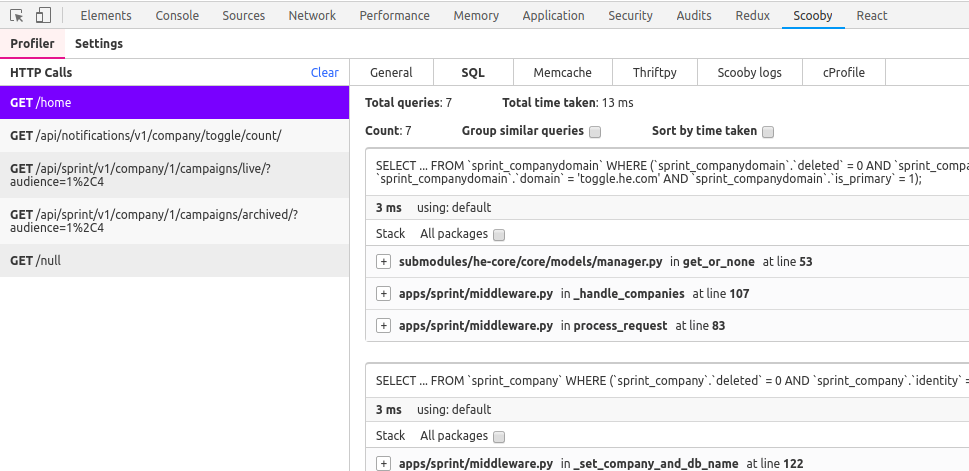 Elements Console Sources Network Performance Memory Application Security Audits Redux Scooby React
Profiler Settings
HTTP Calls Clear
GET /home
GET /api/notifications/v1/company/toggle/count/
GET /api/sprint/v1/company/1/campaigns/live/?
audience=1%2C4
GET /api/sprint/v1/company/1/campaigns/archived/?
audience=1%2C4
GET /null
General SQL Memcache Thriftpy Scooby logs cProfile
Total queries: 7 Total time taken: 13 ms
Count: 7 Group similar queries Sort by time taken
SELECT ... FROM `sprint_companydomain` WHERE (`sprint_companydomain`.`deleted` = 0 AND `sprint_compa
`sprint_companydomain`.`domain` = 'toggle.he.com' AND `sprint_companydomain`.`is_primary` = 1);
3 ms using: default
Stack All packages
+ submodules/he-core/core/models/manager.py in get_or_none at line 53
+ apps/sprint/middleware.py in _handle_companies at line 107
+ apps/sprint/middleware.py in process_request at line 83
SELECT ... FROM `sprint_company` WHERE (`sprint_company`.`deleted` = 0 AND `sprint_company`.`identity` =
3 ms using: default
Stack All packages
+ apps/sprint/middleware.py in _set_company_and_db_name at line 122